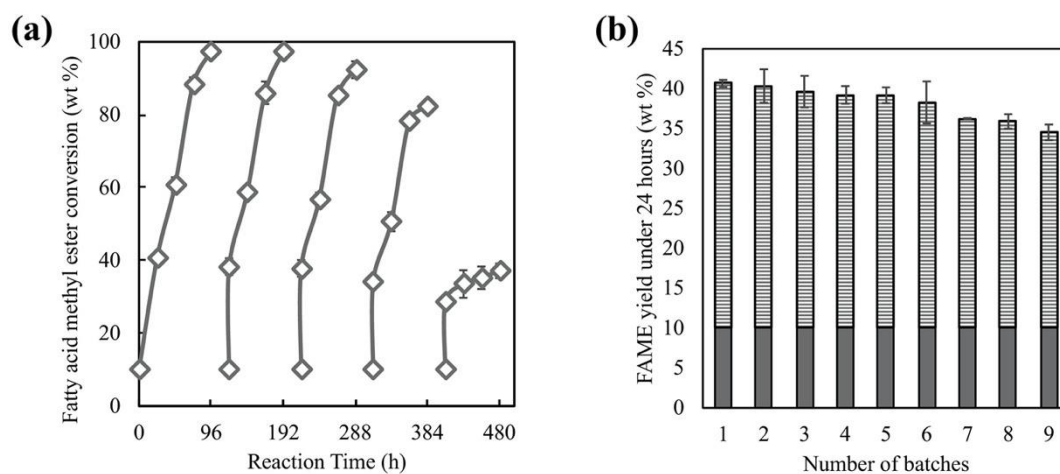 (a)
Fatty acid methyl ester conversion (wt %)
100
80
60
40
20
0
0 96 192 288 384 480
Reaction Time (h)
(b)
FAME yield under 24 hours (wt %)
45
40
35
30
25
20
15
10
5
0
1 2 3 4 5 6 7 8 9
Number of batches